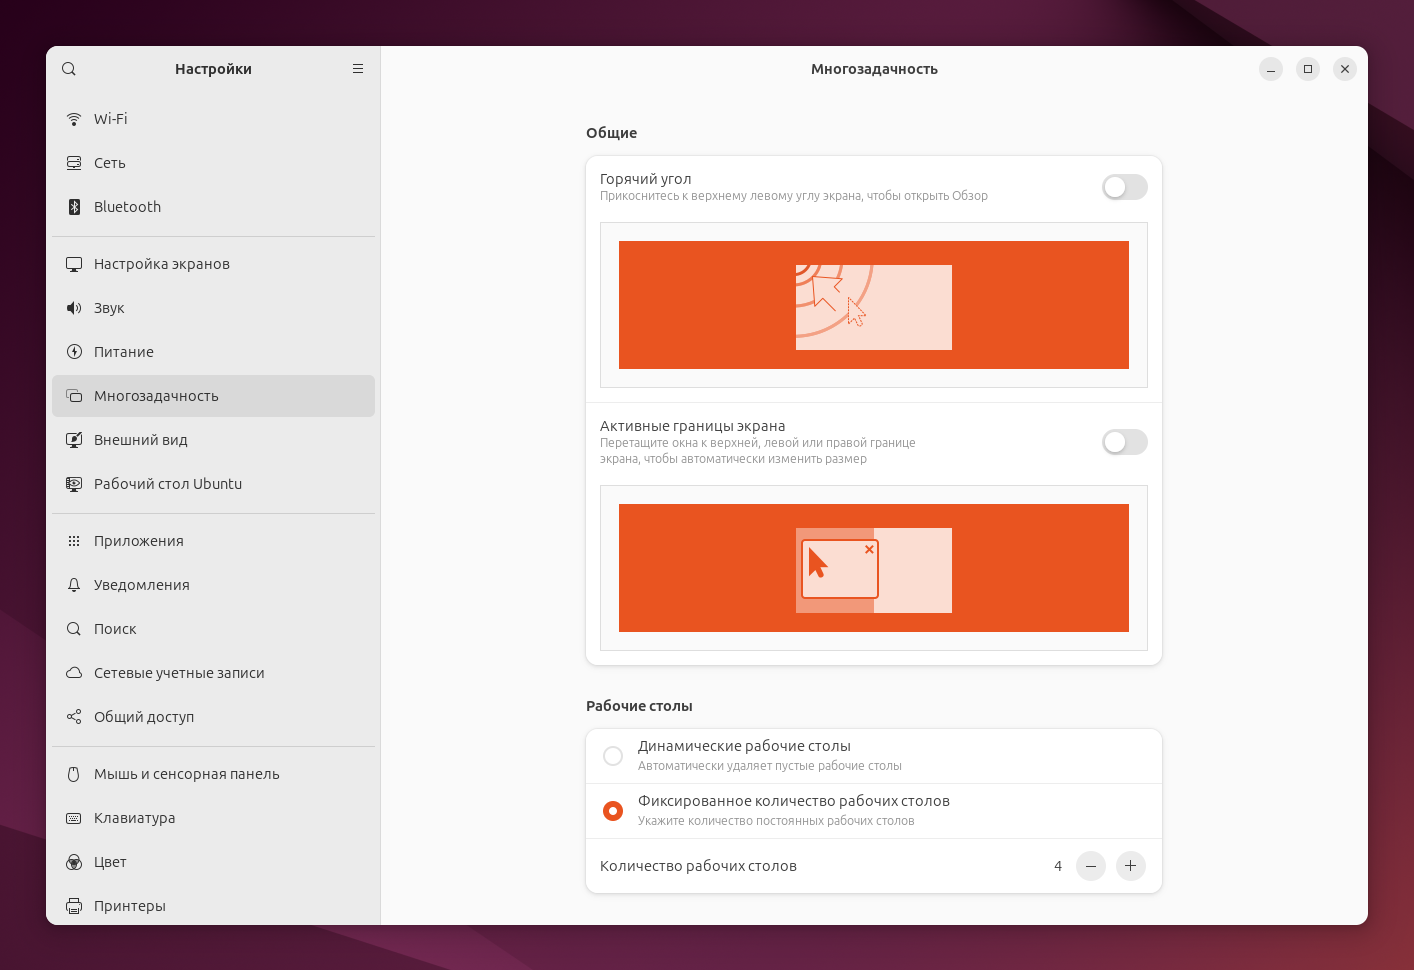 Настройки
Многозадачность
Wi-Fi
Сеть
Bluetooth
Настройка экранов
Звук
Питание
Многозадачность
Внешний вид
Рабочий стол Ubuntu
Приложения
Уведомления
Поиск
Сетевые учетные записи
Общий доступ
Мышь и сенсорная панель
Клавиатура
Цвет
Принтеры
Общие
Горячий угол
Прикоснитесь к верхнему левому углу экрана, чтобы открыть Обзор
Активные границы экрана
Перетащите окна к верхней, левой или правой границе
экрана, чтобы автоматически изменить размер
Рабочие столы
Динамические рабочие столы
Автоматически удаляет пустые рабочие столы
Фиксированное количество рабочих столов
Укажите количество постоянных рабочих столов
Количество рабочих столов 4